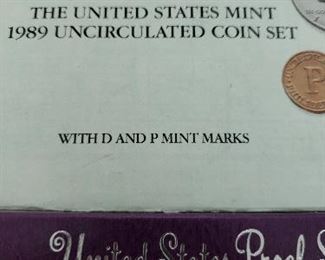 THE UNITED STATES MINT
1989 UNCIRCULATED COIN SET
P
WITH D AND P MINT MARKS
United States Proof S